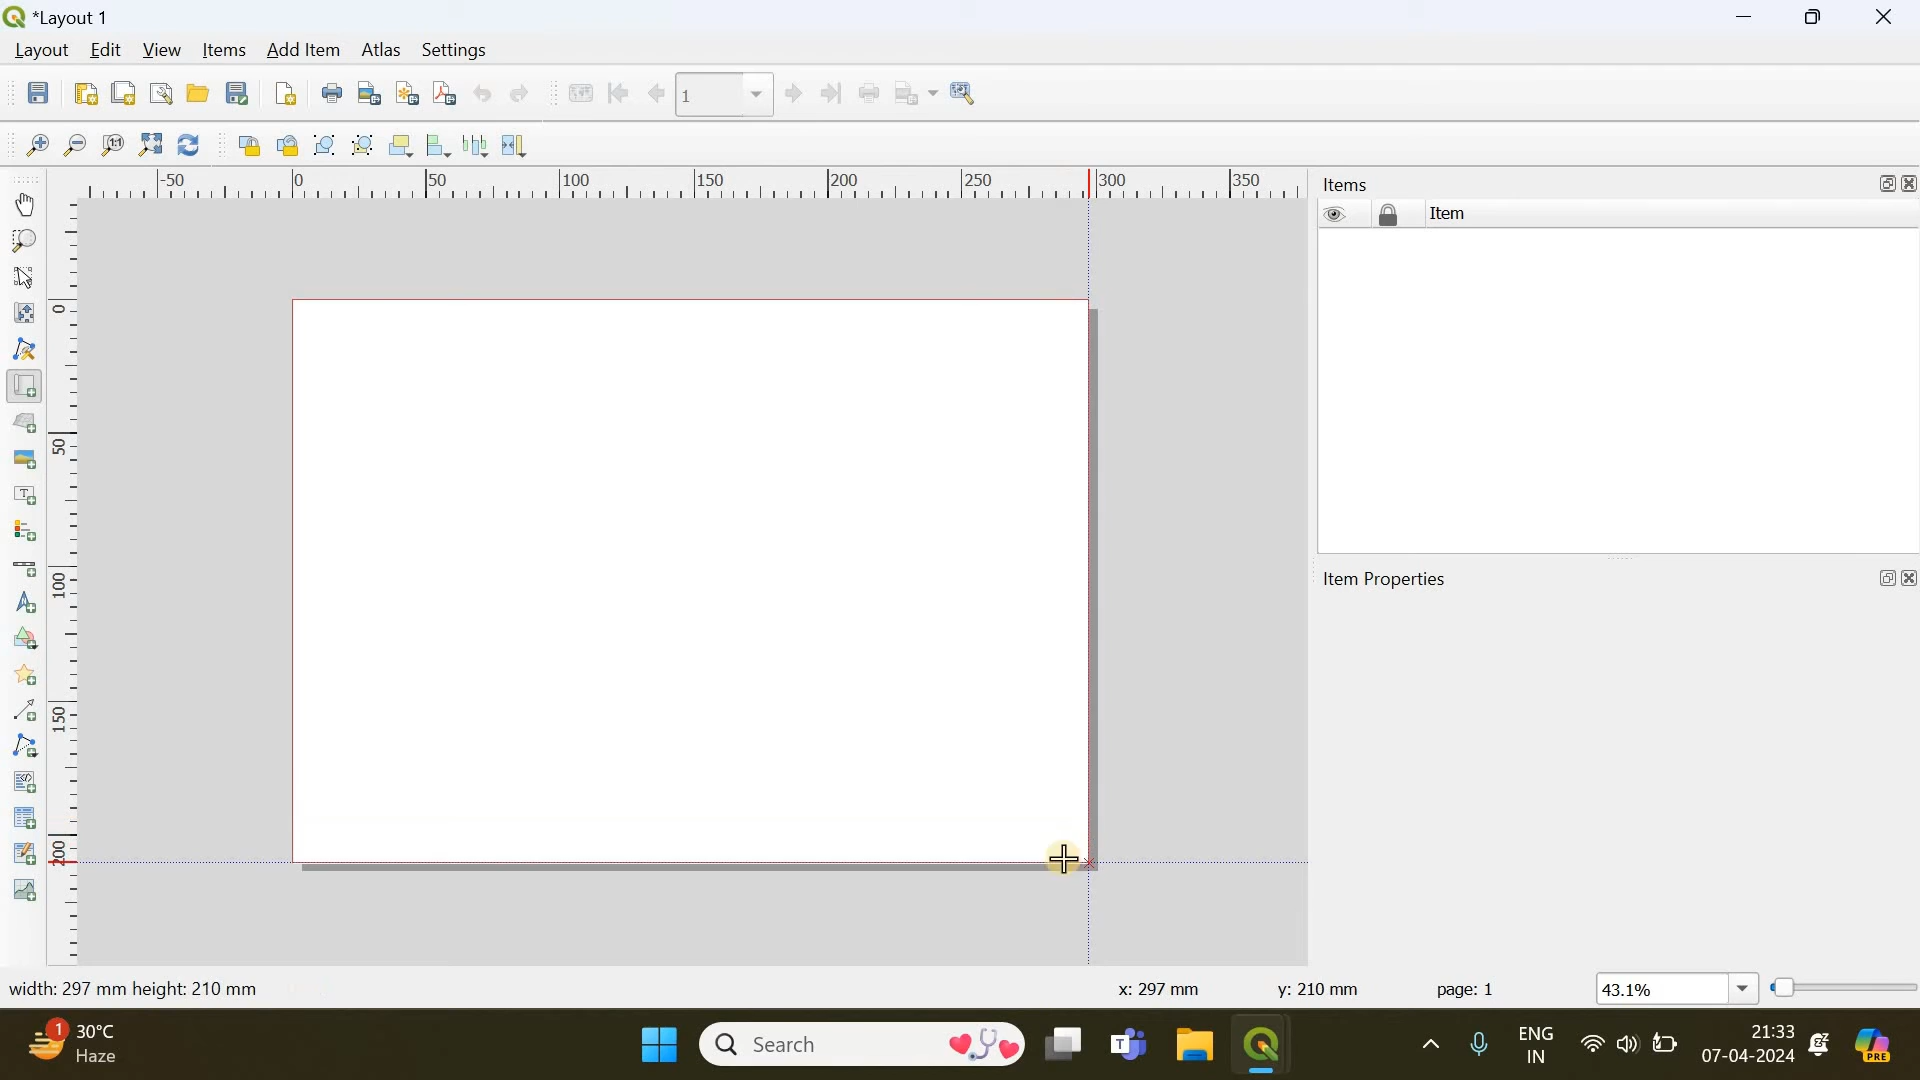 *Layout 1
Layout Edit View Items Add Item Atlas Settings
1
-50 0 50 100 150 200 250 300 350
Items
Item
0
50
100
150
200
Item Properties
width: 297 mm height: 210 mm x: 297 mm y: 210 mm page: 1 43.1%
1 30°C
Haze
Search
ENG
IN
21:33
07-04-2024
PRE